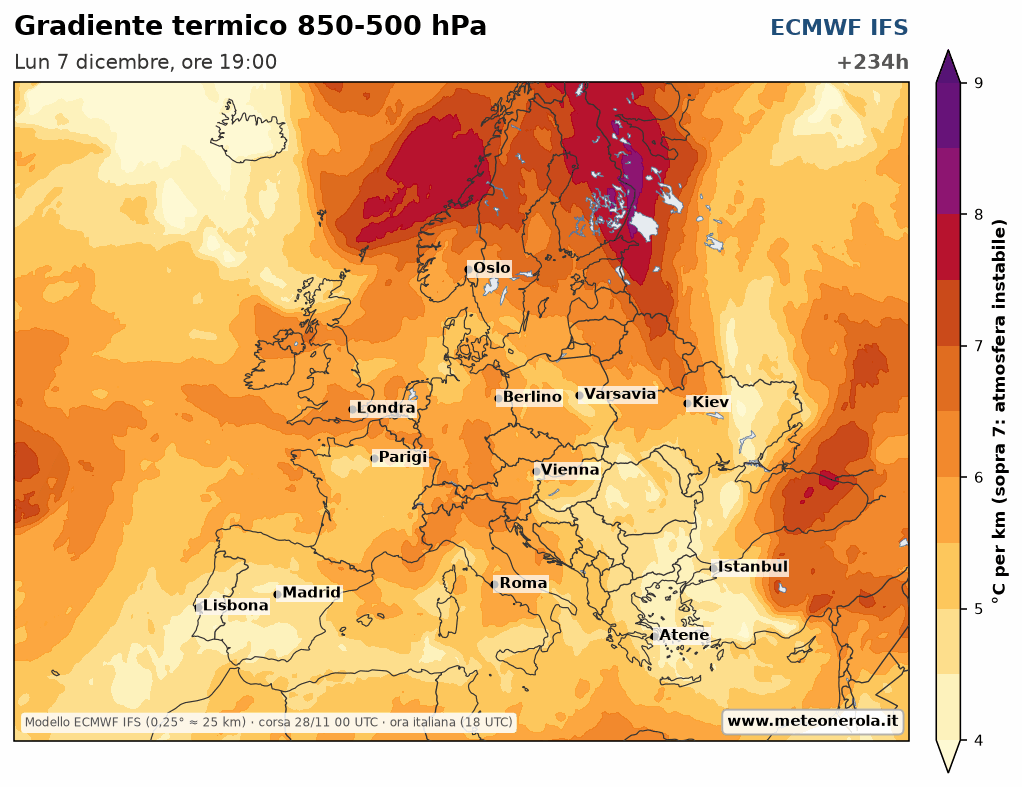 Gradiente termico 850-500 hPa
ECMWF IFS
Lun 7 dicembre, ore 19:00
+234h
9
8
7
6
5
4
°C per km (sopra 7: atmosfera instabile)
Oslo
Berlino
Varsavia
Kiev
Londra
Parigi
Vienna
Istanbul
Roma
Madrid
Lisbona
Atene
Modello ECMWF IFS (0,25° ≈ 25 km) · corsa 28/11 00 UTC · ora italiana (18 UTC)
www.meteonerola.it